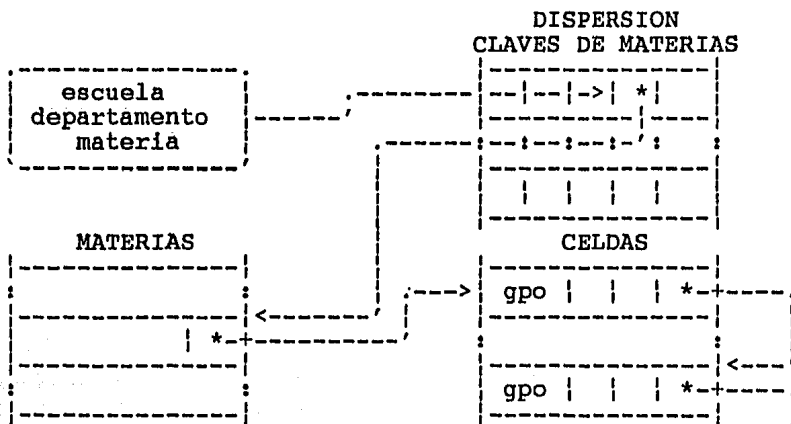 DISPERSION
CLAVES DE MATERIAS
escuela
departamento
materia
MATERIAS
CELDAS
gpo
gpo